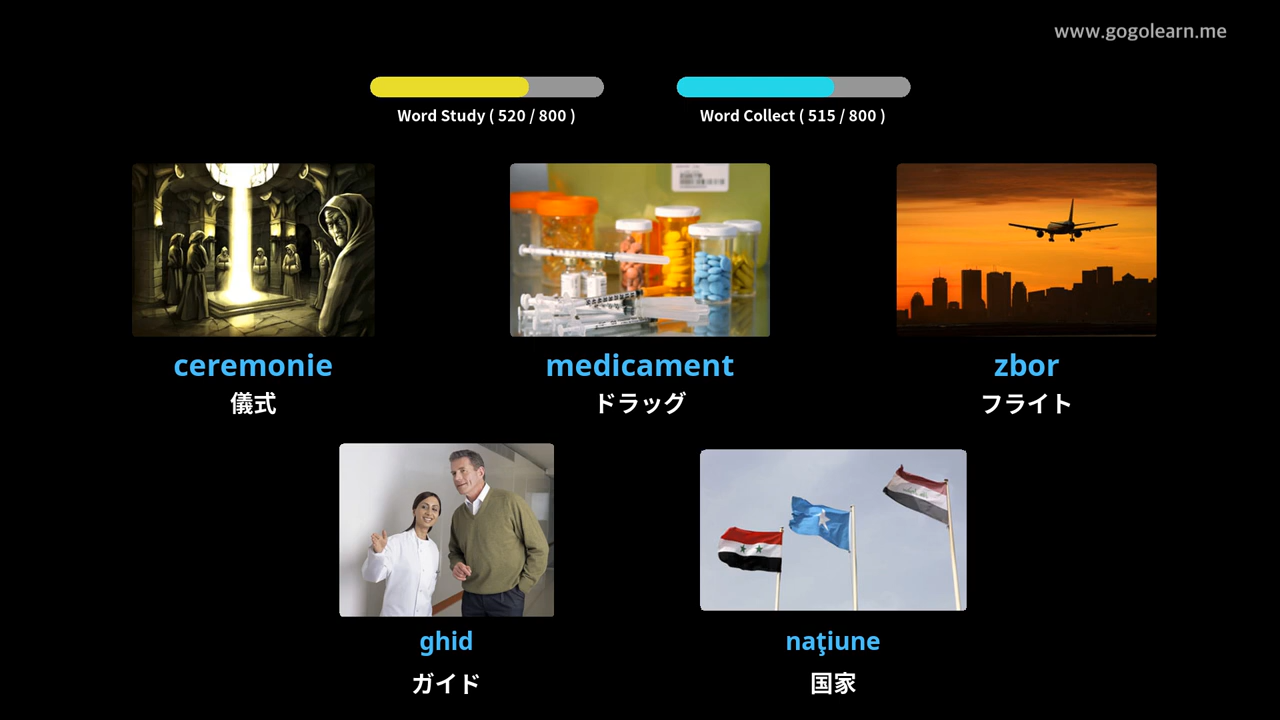 www.gogolearn.me
Word Study ( 520 / 800 )
Word Collect ( 515 / 800 )
ceremonie
儀式
medicament
ドラッグ
zbor
フライト
ghid
ガイド
naţiune
国家